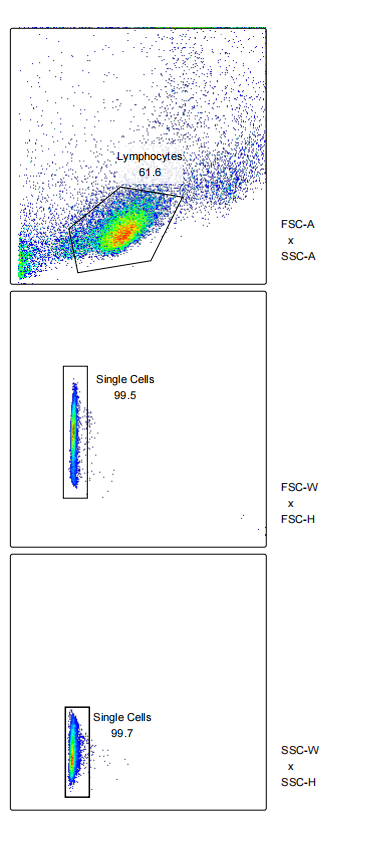 Lymphocytes
61.6
FSC-A
x
SSC-A
Single Cells
99.5
FSC-W
x
FSC-H
Single Cells
99.7
SSC-W
x
SSC-H